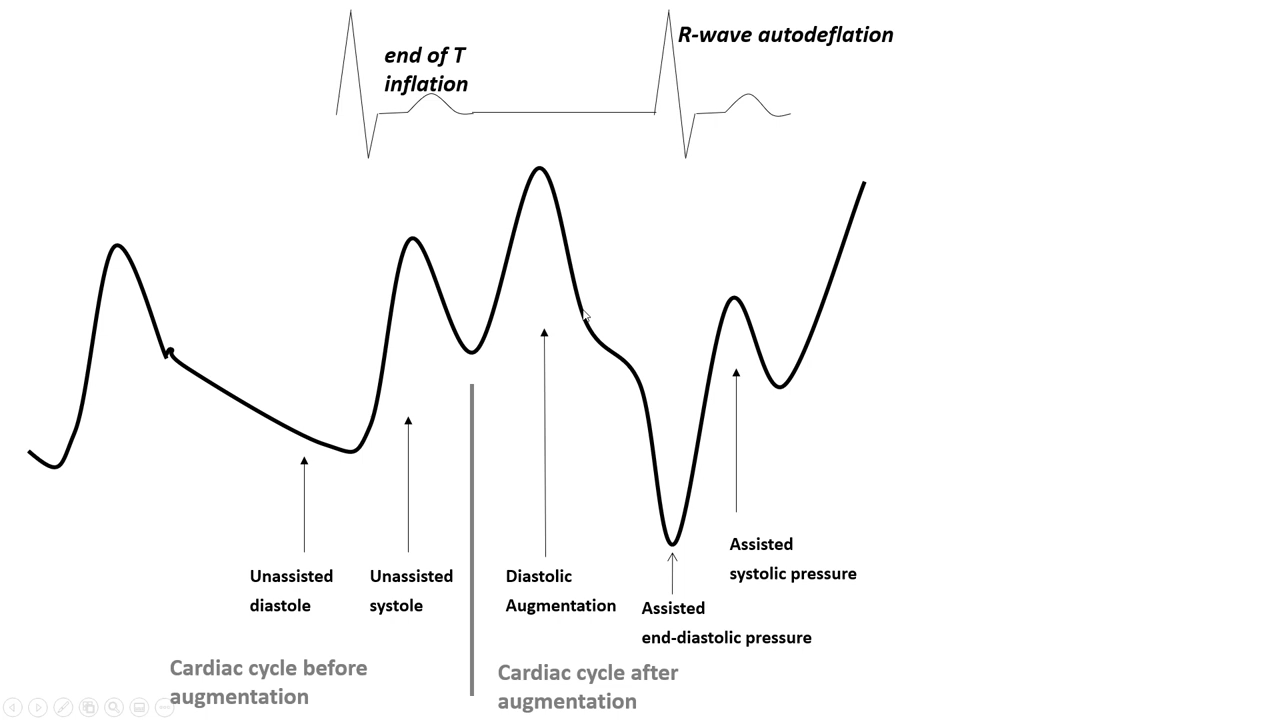 R-wave autodeflation
end of T
inflation
Unassisted
diastole
Unassisted
systole
Diastolic
Augmentation
Assisted
end-diastolic pressure
Assisted
systolic pressure
Cardiac cycle before
augmentation
Cardiac cycle after
augmentation